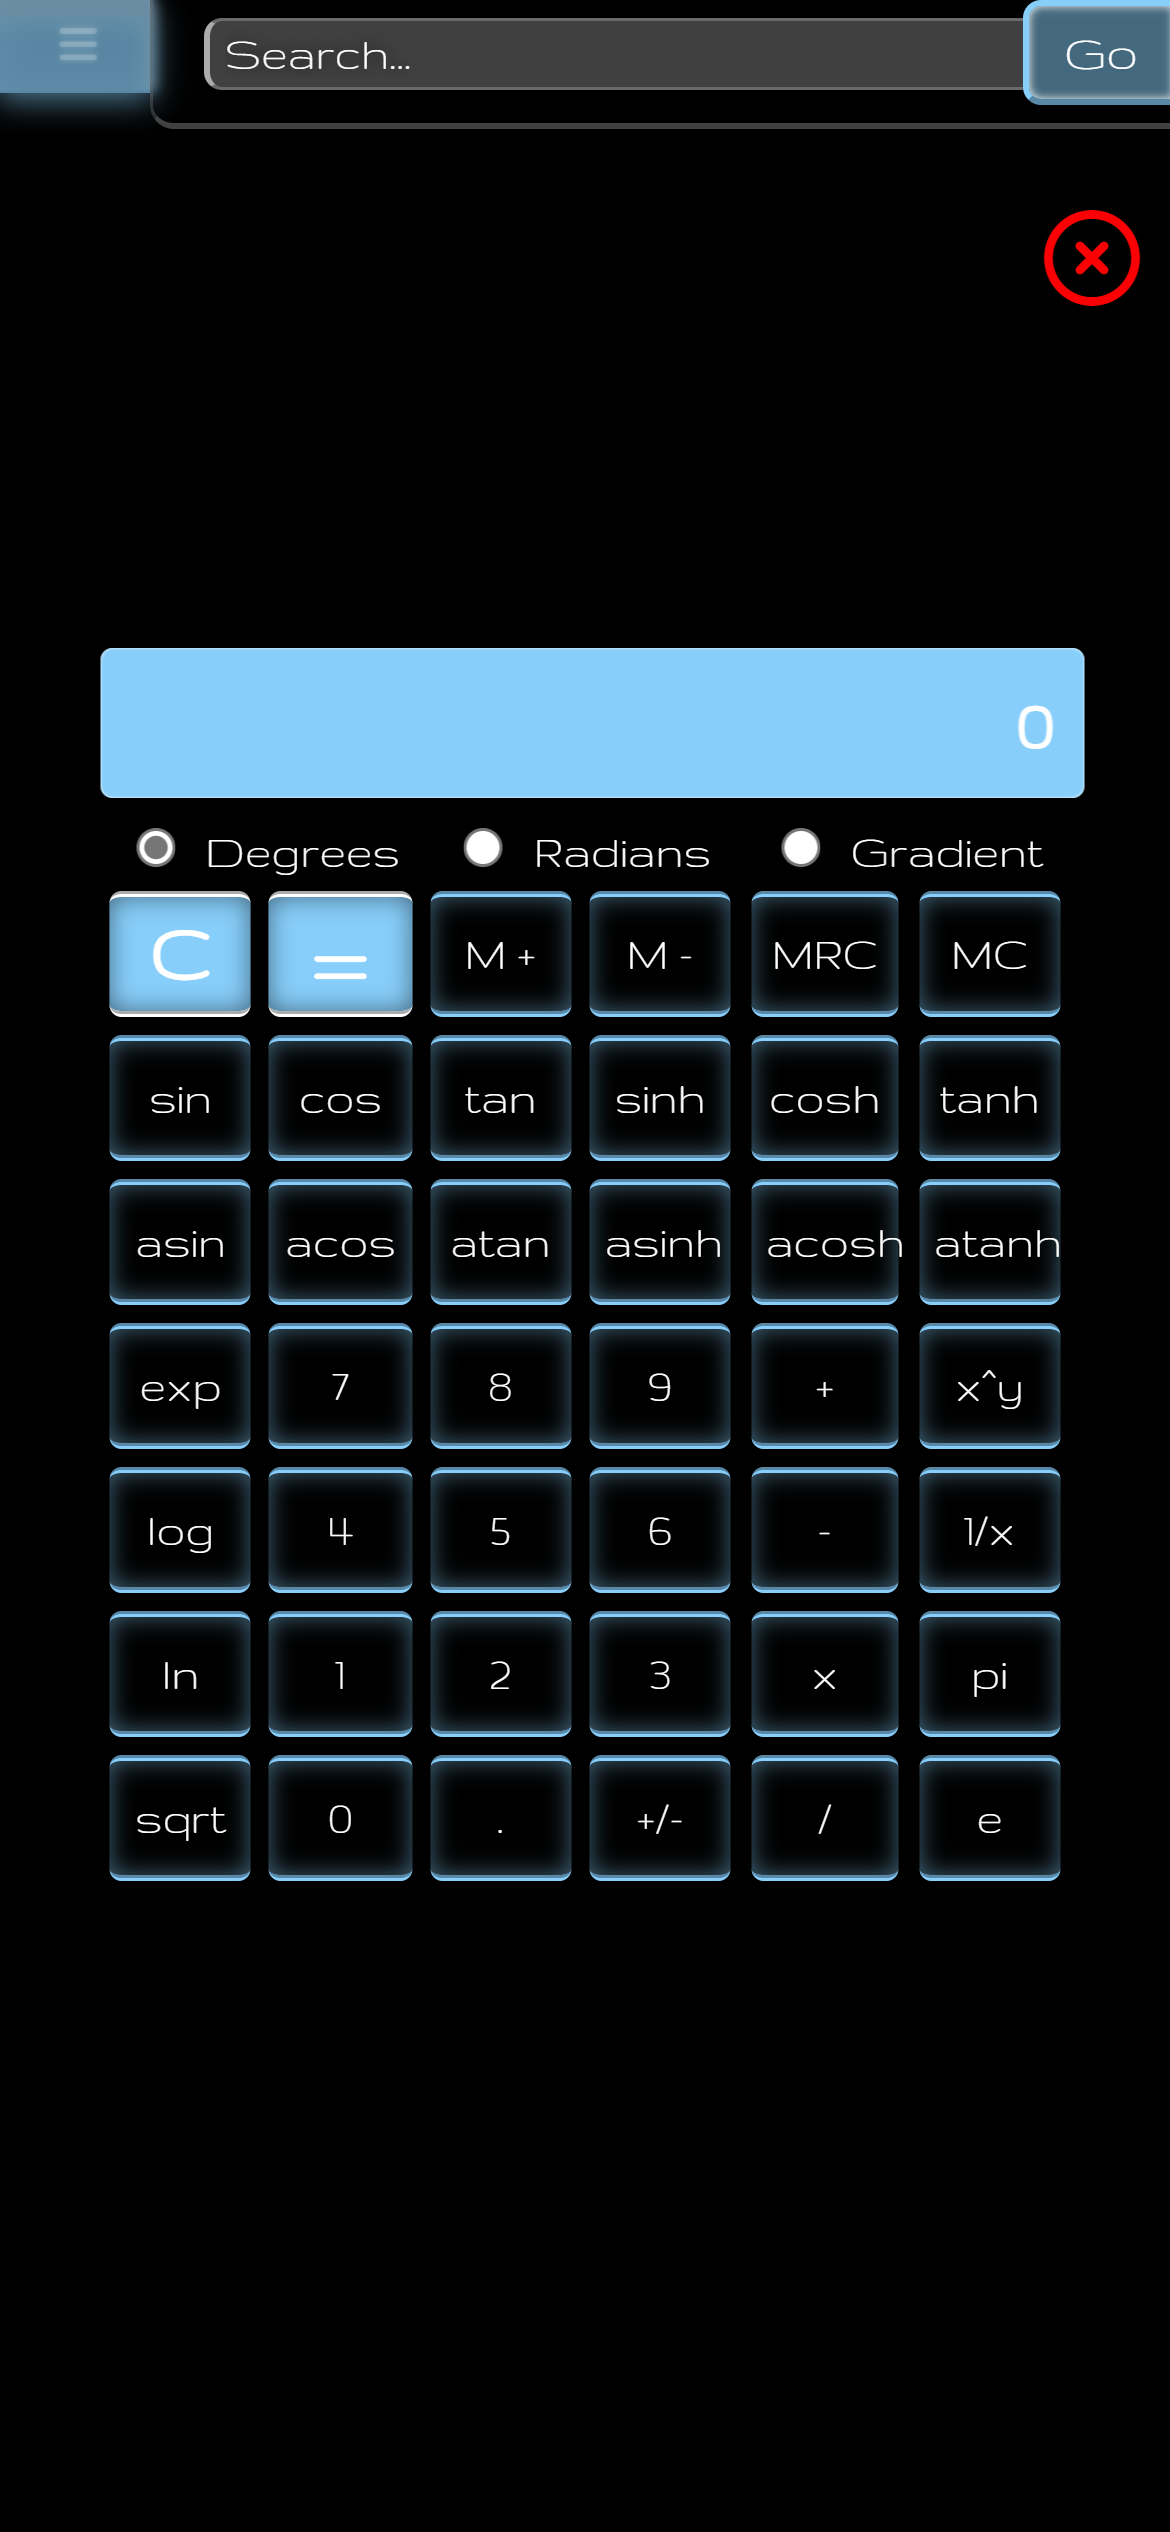 Search...
Go
0
Degrees Radians Gradient
C = M + M - MRC MC
sin cos tan sinh cosh tanh
asin acos atan asinh acosh atanh
exp 7 8 9 + x^y
log 4 5 6 - 1/x
ln 1 2 3 x pi
sqrt 0 . +/- / e